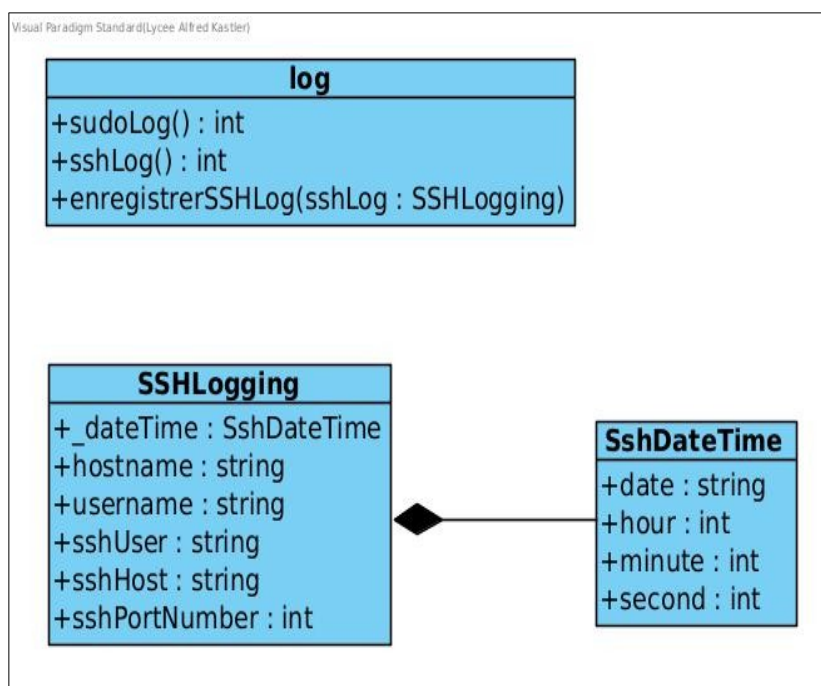 Visual Paradigm Standard(Lycee Alfred Kastler)
log
+sudoLog() : int
+sshLog() : int
+enregistrerSSHLog(sshLog : SSHLogging)
SSHLogging
+_dateTime : SshDateTime
+hostname : string
+username : string
+sshUser : string
+sshHost : string
+sshPortNumber : int
SshDateTime
+date : string
+hour : int
+minute : int
+second : int